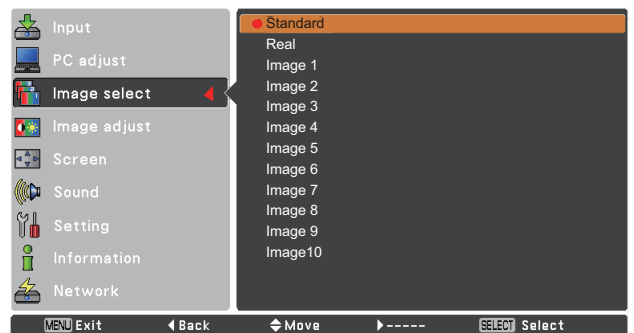 Input
PC adjust
Image select
Image adjust
Screen
Sound
Setting
Information
Network
Standard
Real
Image 1
Image 2
Image 3
Image 4
Image 5
Image 6
Image 7
Image 8
Image 9
Image10
MENU Exit Back Move ----- SELECT Select